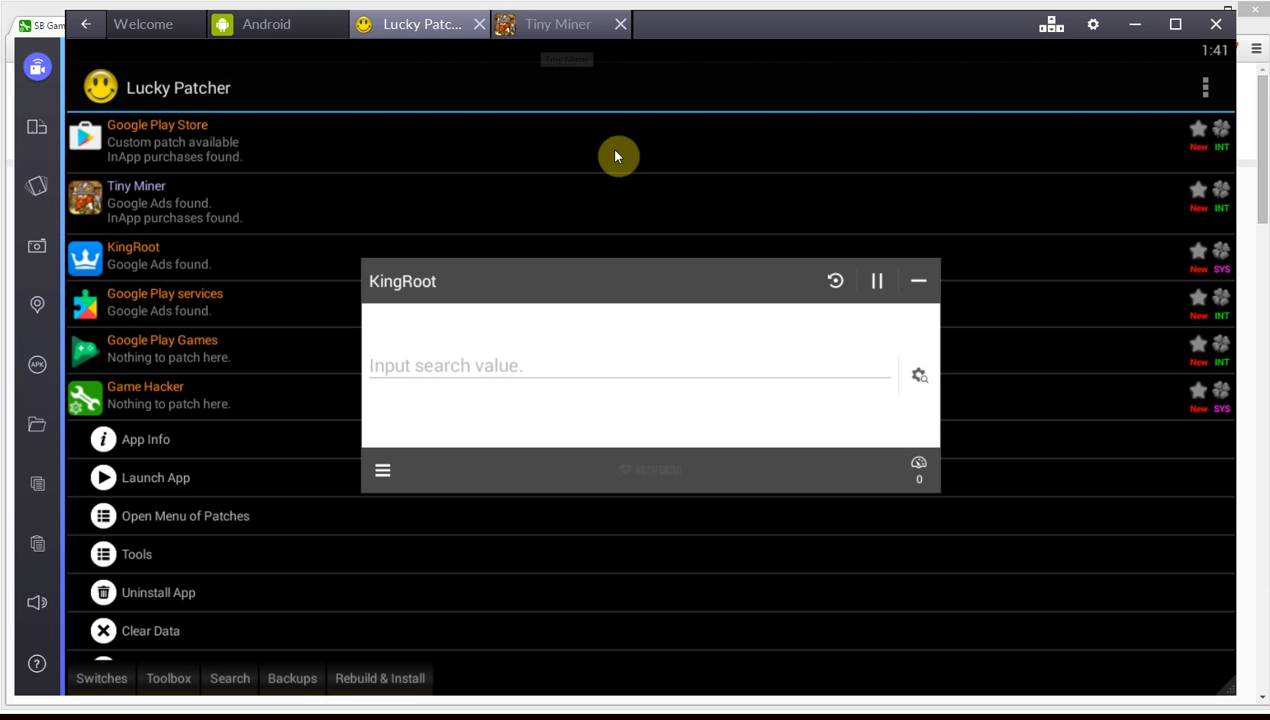 SB Gam
Welcome
Android
Lucky Patc...
Tiny Miner
1:41
Tiny Miner
Lucky Patcher
Google Play Store
Custom patch available
InApp purchases found.
New INT
Tiny Miner
Google Ads found.
InApp purchases found.
New INT
KingRoot
Google Ads found.
New SYS
Google Play services
Google Ads found.
New INT
Google Play Games
Nothing to patch here.
New INT
Game Hacker
Nothing to patch here.
New SYS
KingRoot
Input search value.
0
App Info
Launch App
Open Menu of Patches
Tools
Uninstall App
Clear Data
APK
Switches
Toolbox
Search
Backups
Rebuild & Install